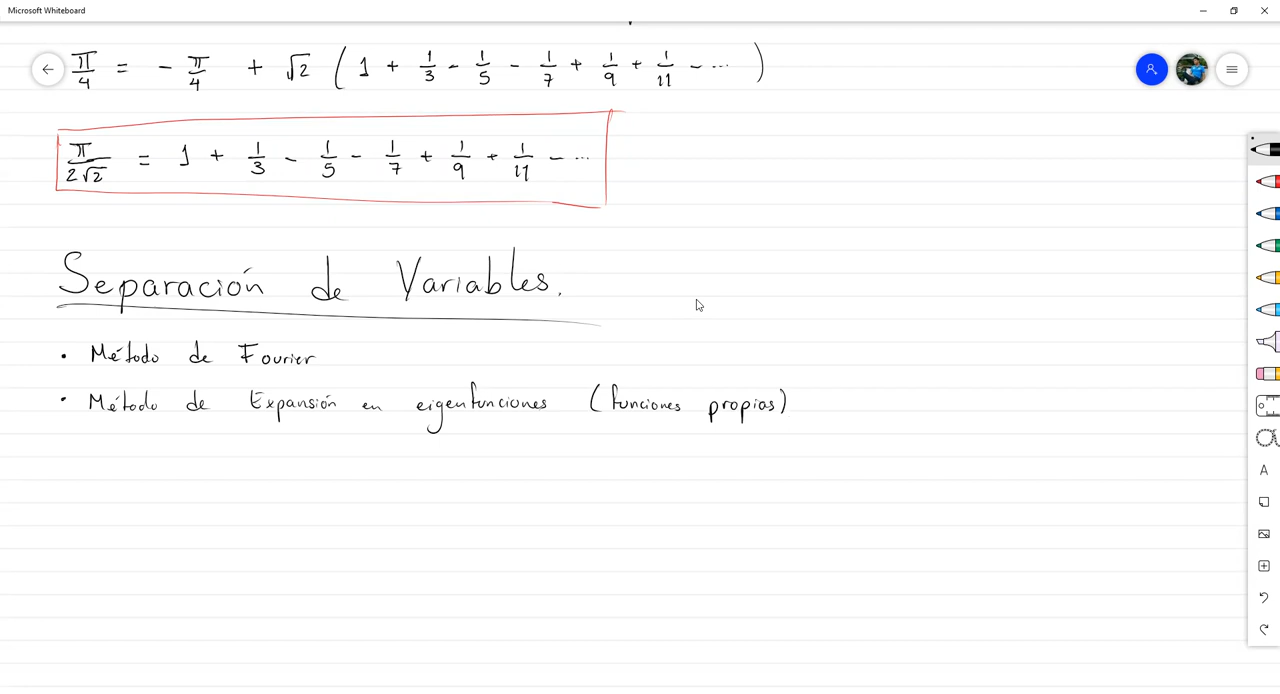 Microsoft Whiteboard
π/4 = - π/4 + √2 ( 1 + 1/3 - 1/5 - 1/7 + 1/9 + 1/11 - ... )
π/2√2 = 1 + 1/3 - 1/5 - 1/7 + 1/9 + 1/11 - ...
Separación de Variables.
• Método de Fourier
• Método de Expansión en eigenfunciones (funciones propias)
A